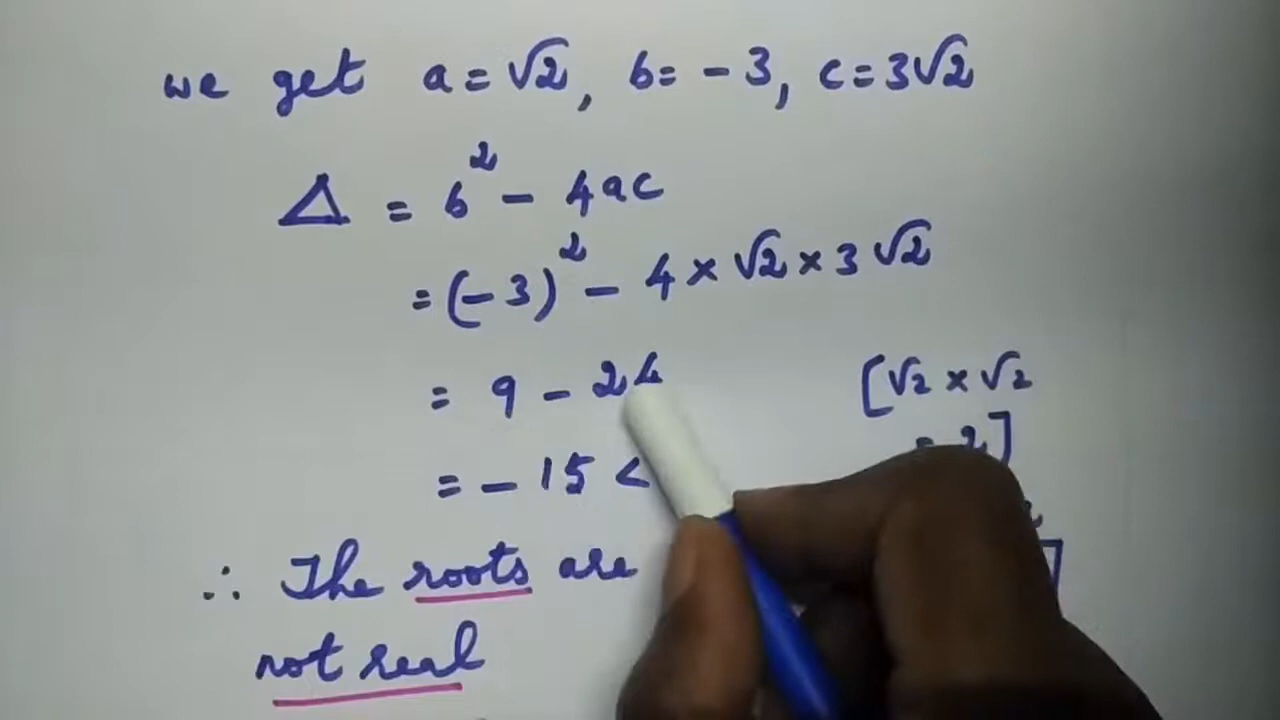 we get a = √2, b = - 3, c = 3√2
Δ = b² - 4ac
= (-3)² - 4 × √2 × 3√2
= 9 - 24
[√2 × √2
= 2]
= - 15 <
∴ The roots are
not real